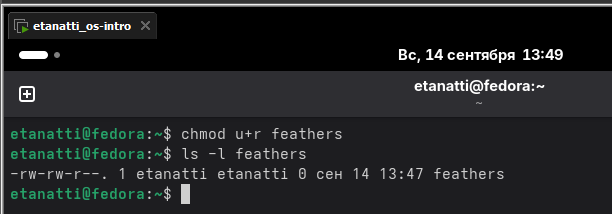 etanatti_os-intro
Вс, 14 сентября 13:49
etanatti@fedora:~
~
etanatti@fedora:~$ chmod u+r feathers
etanatti@fedora:~$ ls -l feathers
-rw-rw-r--. 1 etanatti etanatti 0 сен 14 13:47 feathers
etanatti@fedora:~$